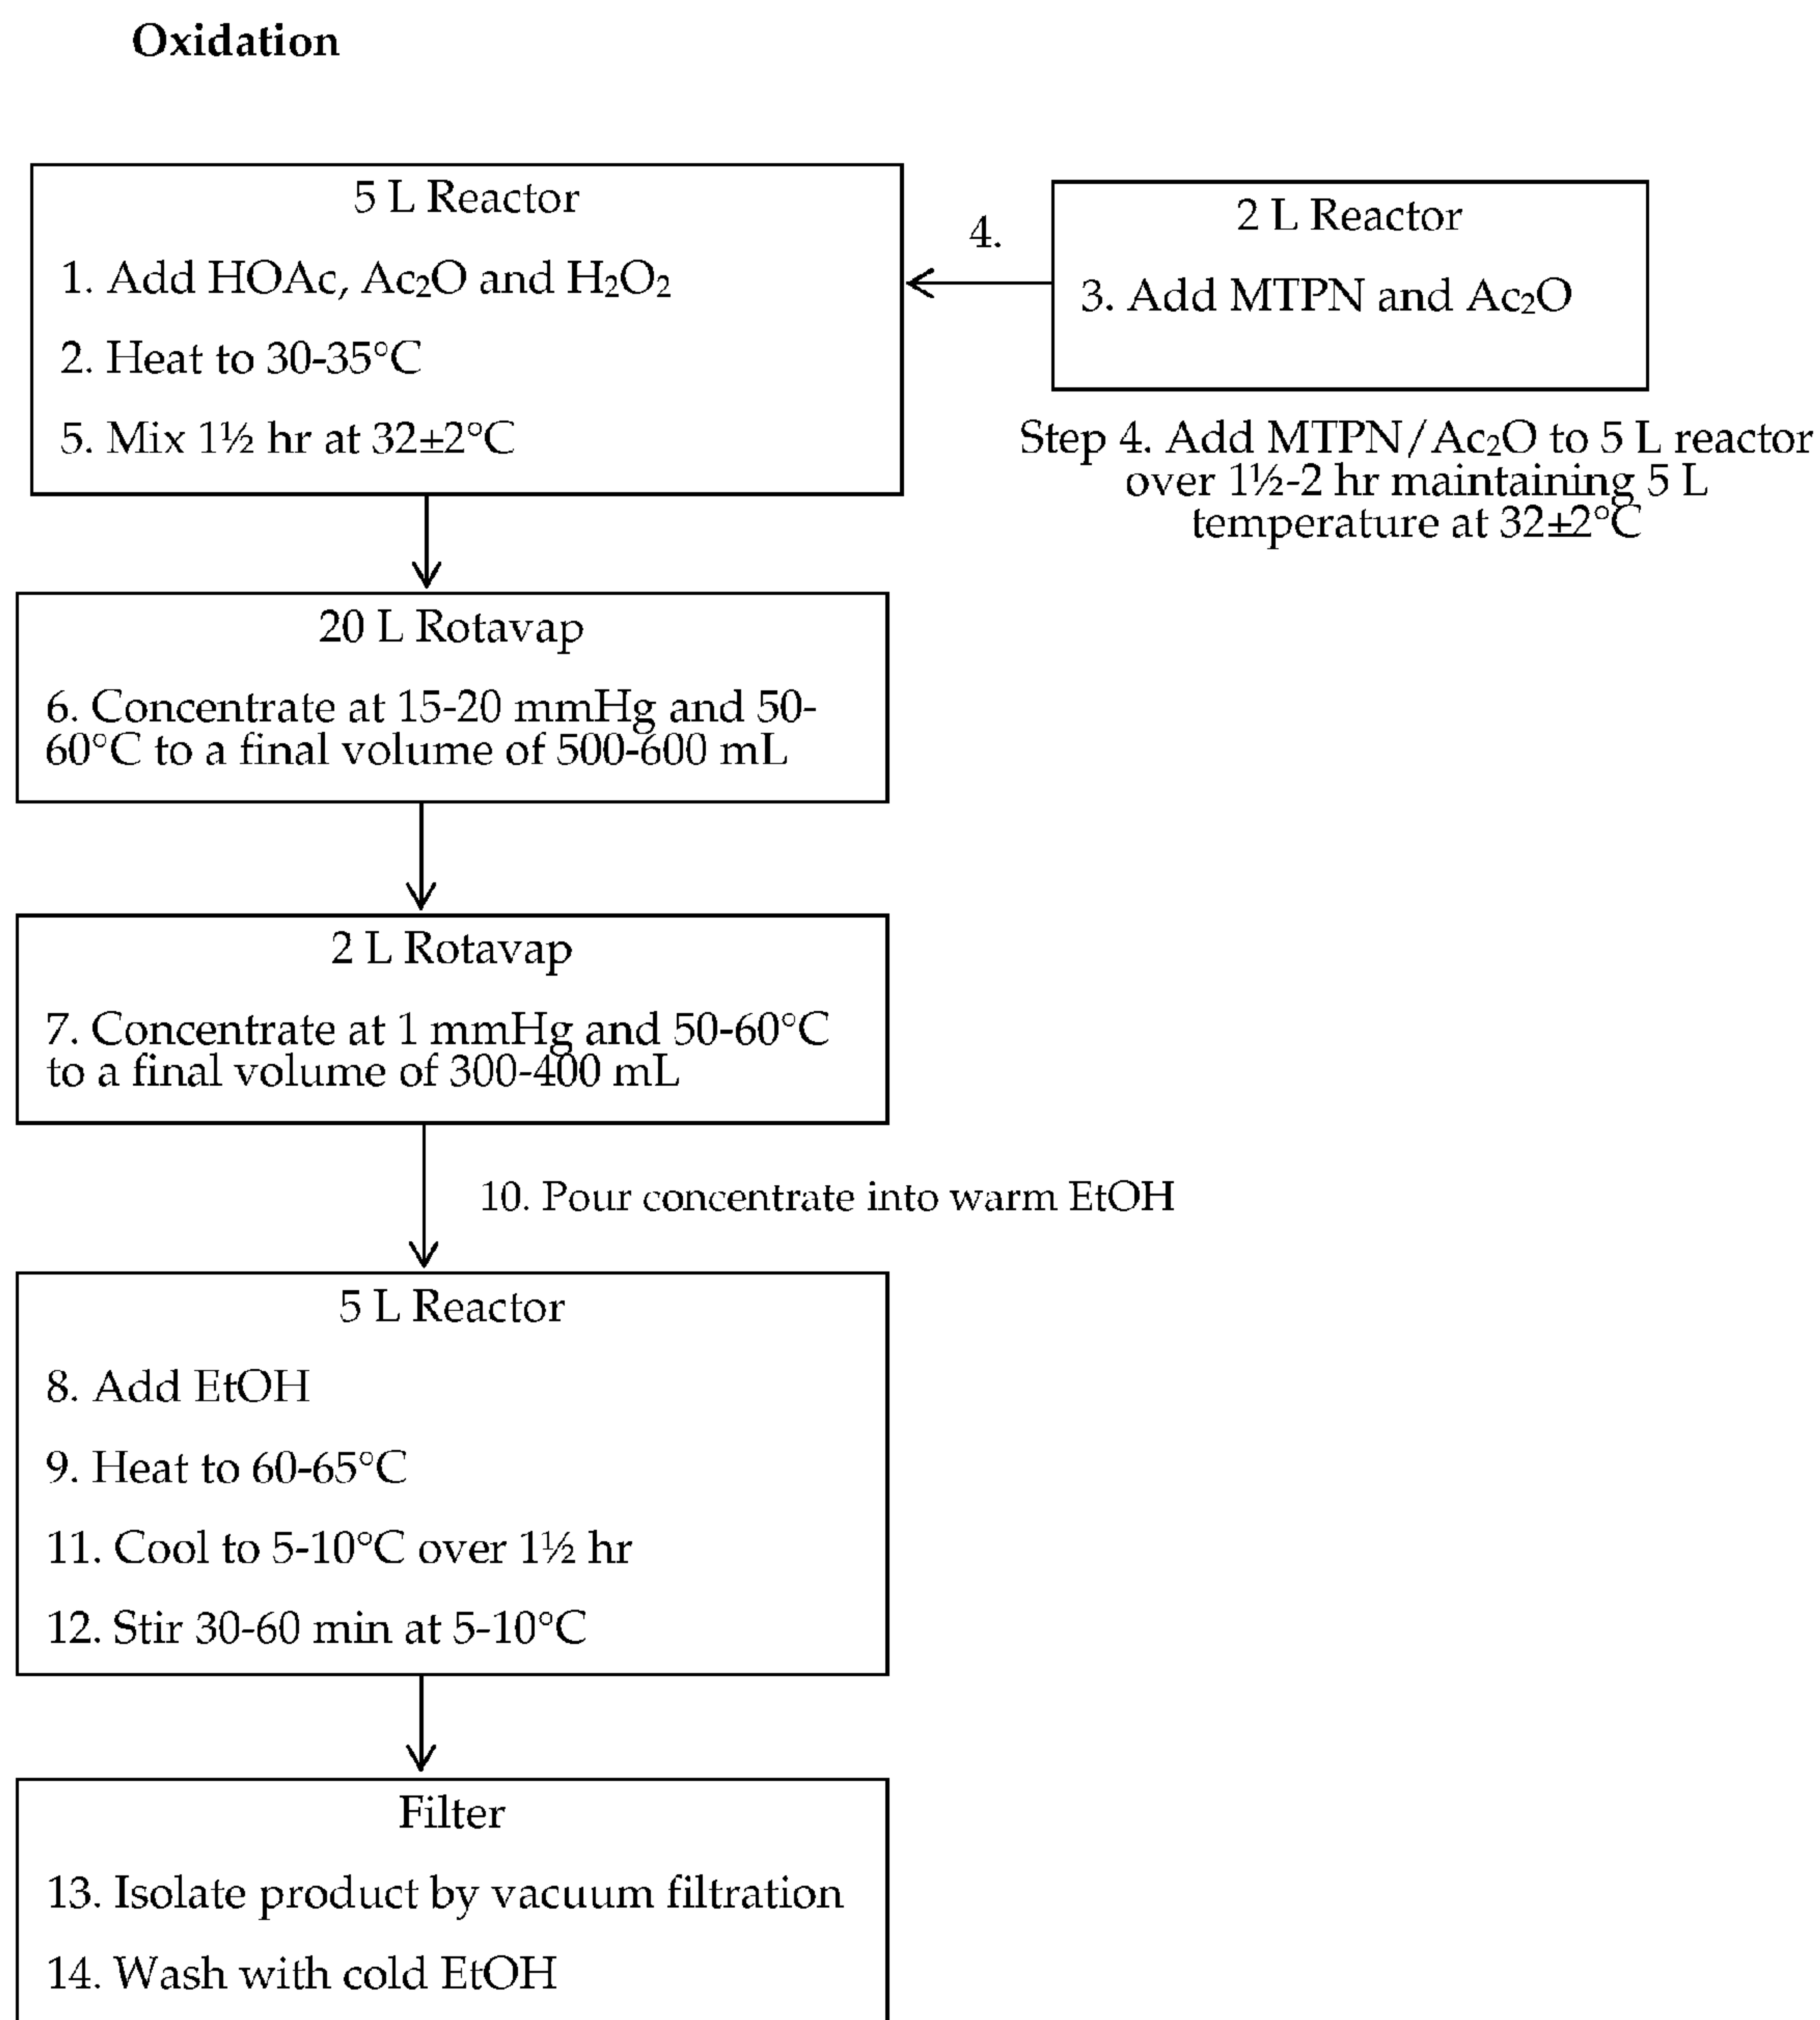 Oxidation
5 L Reactor
1. Add HOAc, Ac₂O and H₂O₂
2. Heat to 30-35°C
5. Mix 1½ hr at 32±2°C
4.
2 L Reactor
3. Add MTPN and Ac₂O
Step 4. Add MTPN/Ac₂O to 5 L reactor
over 1½-2 hr maintaining 5 L
temperature at 32±2°C
20 L Rotavap
6. Concentrate at 15-20 mmHg and 50-
60°C to a final volume of 500-600 mL
2 L Rotavap
7. Concentrate at 1 mmHg and 50-60°C
to a final volume of 300-400 mL
10. Pour concentrate into warm EtOH
5 L Reactor
8. Add EtOH
9. Heat to 60-65°C
11. Cool to 5-10°C over 1½ hr
12. Stir 30-60 min at 5-10°C
Filter
13. Isolate product by vacuum filtration
14. Wash with cold EtOH